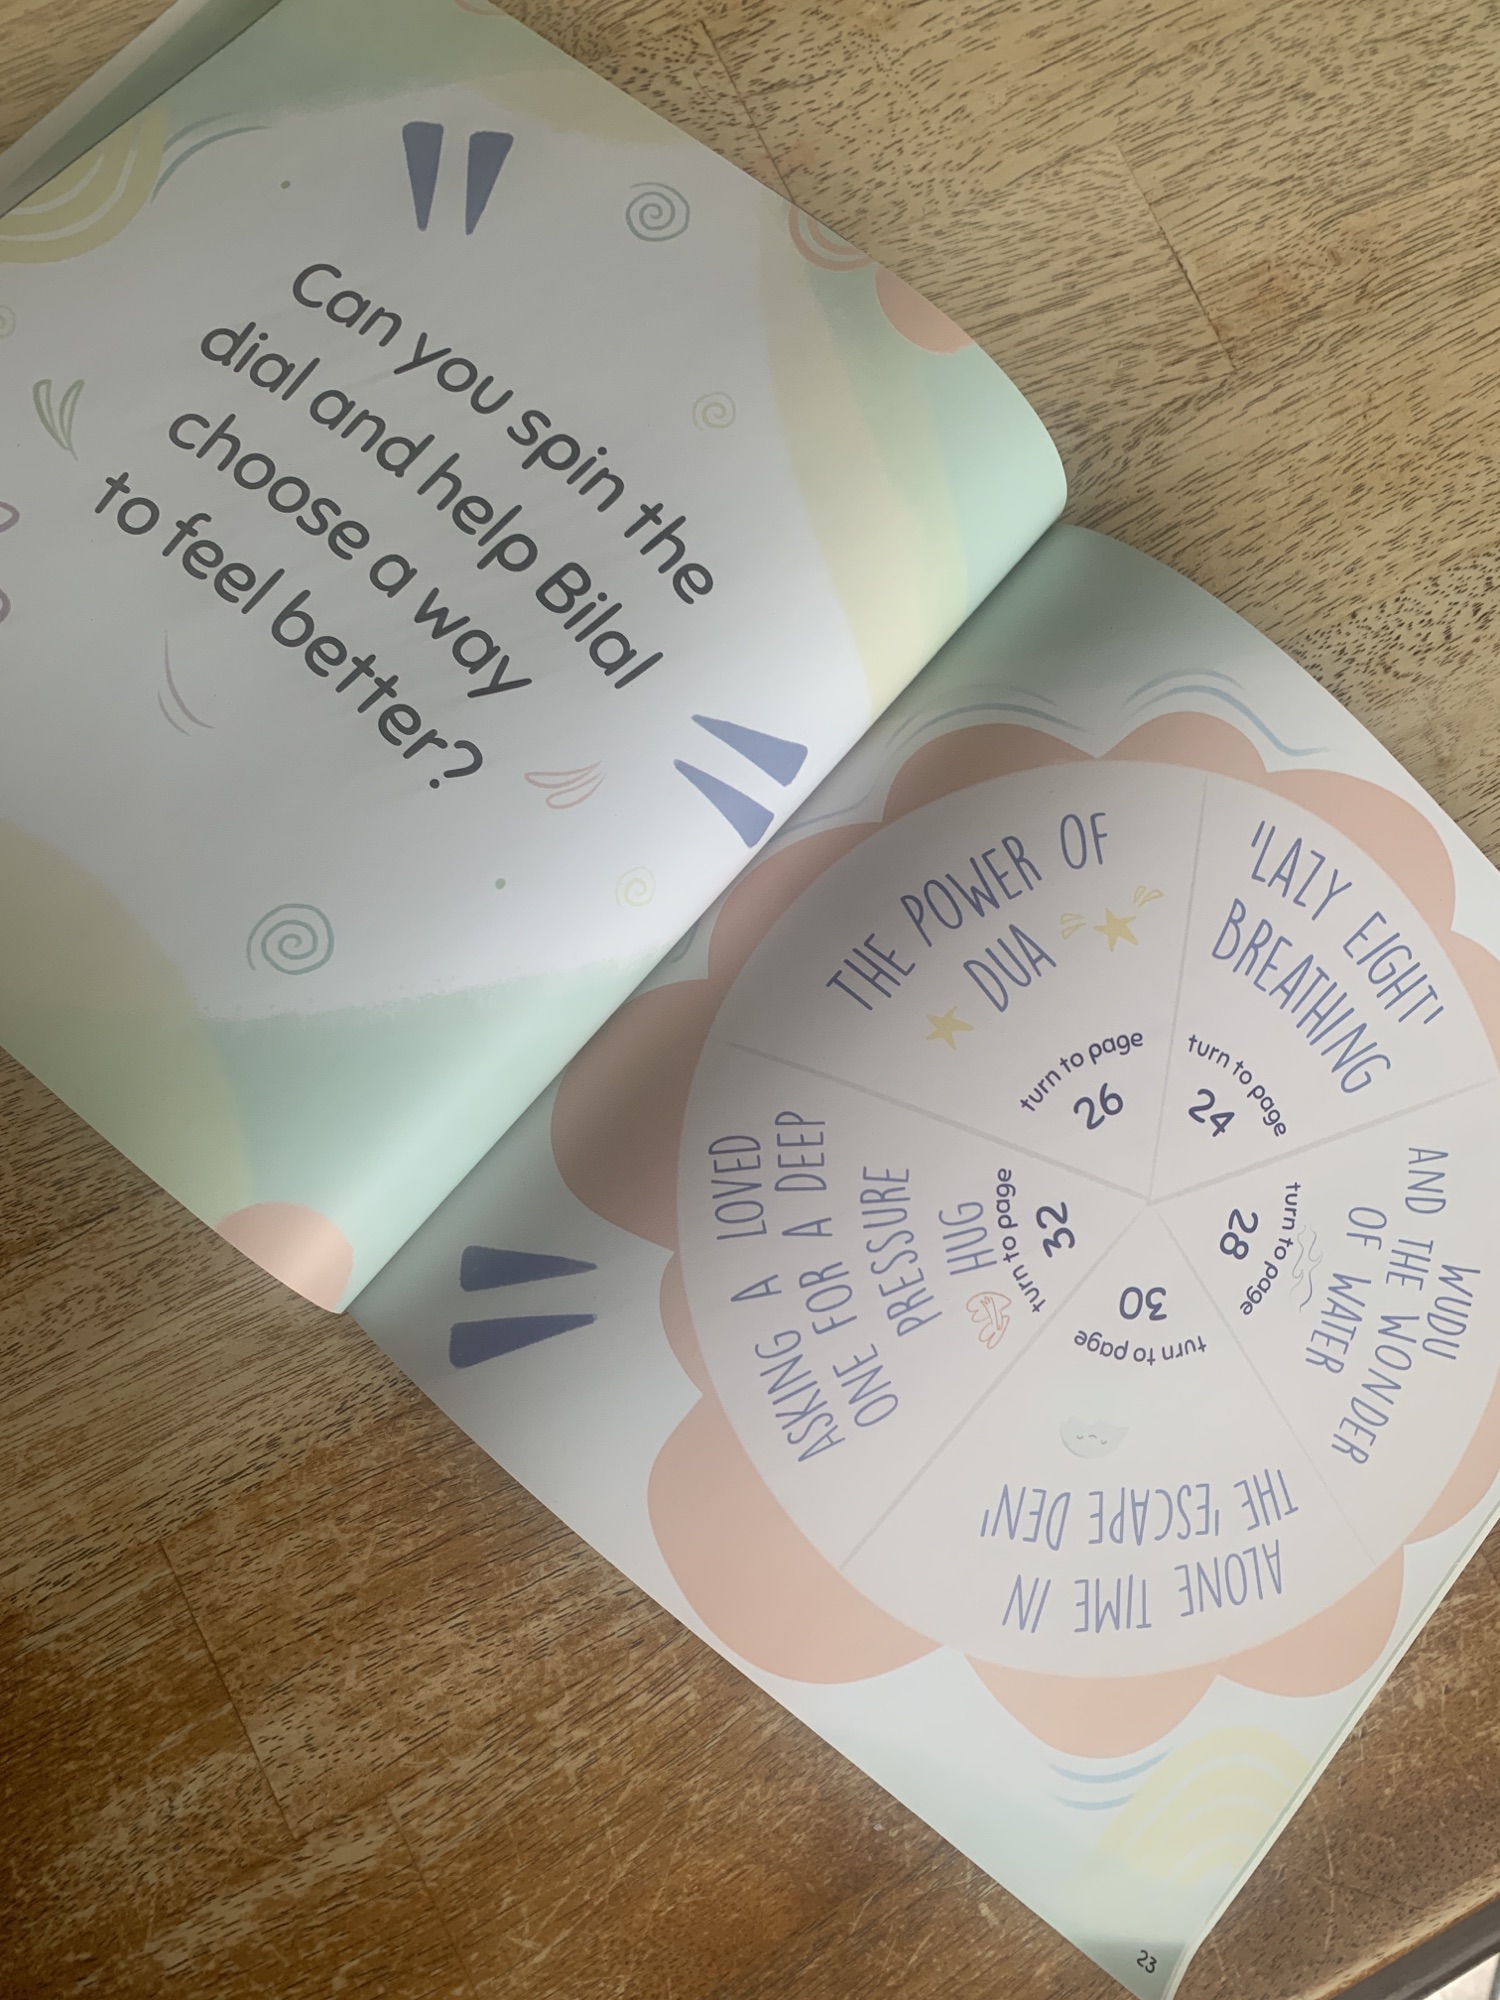 Can you spin the
dial and help Bilal
choose a way
to feel better?
THE POWER OF
DUA
turn to page
26
'LAZY EIGHT'
BREATHING
turn to page
24
WUDU
AND THE WONDER
OF WATER
turn to page
28
ALONE TIME IN
THE 'ESCAPE DEN'
turn to page
30
ASKING A LOVED
ONE FOR A DEEP
PRESSURE
HUG
turn to page
32
23